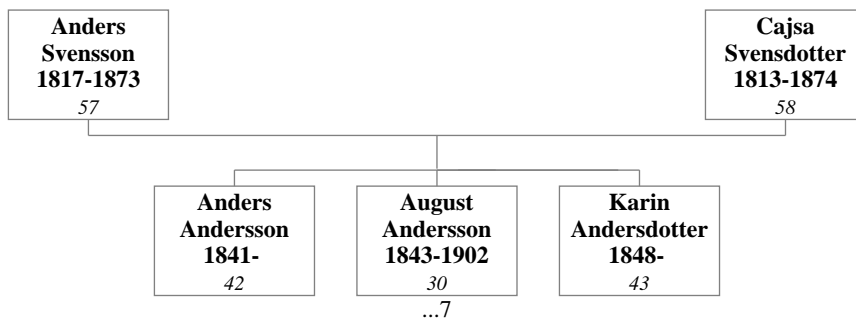 Anders
Svensson
1817-1873
57
Cajsa
Svensdotter
1813-1874
58
Anders
Andersson
1841-
42
August
Andersson
1843-1902
30
...7
Karin
Andersdotter
1848-
43